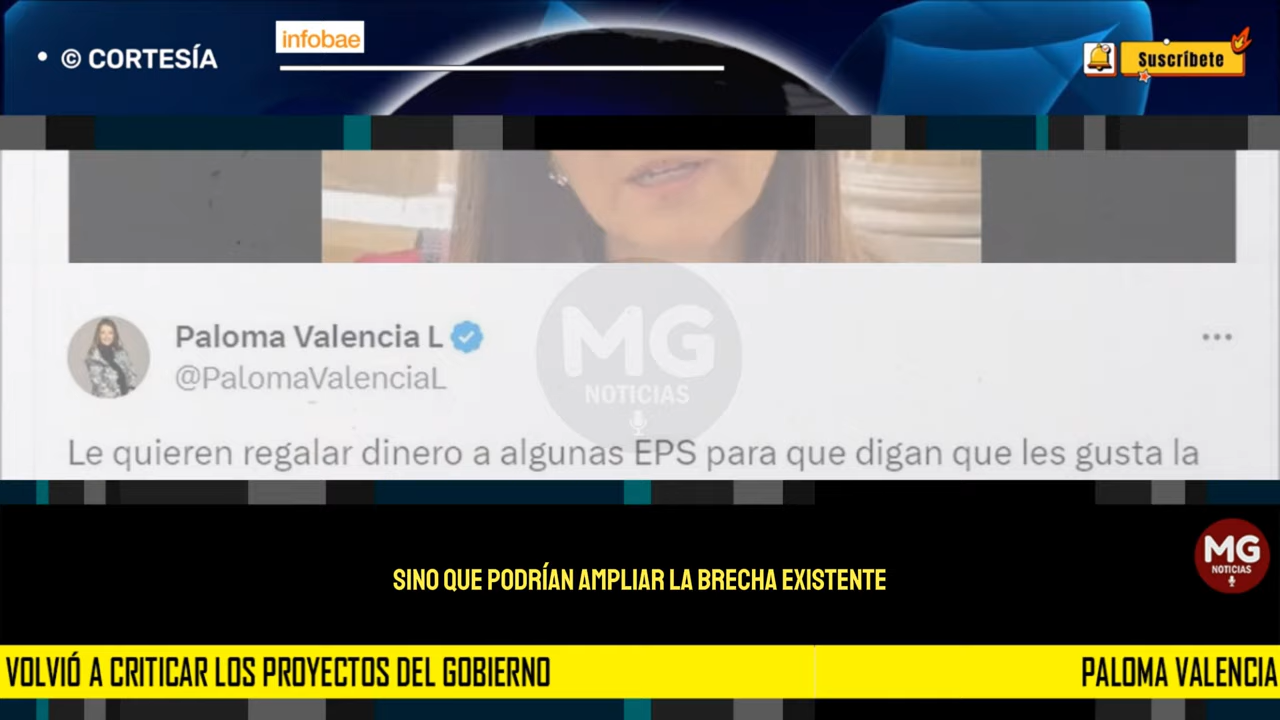 • © CORTESÍA
infobae
Suscríbete
Paloma Valencia L
@PalomaValenciaL
MG
NOTICIAS
Le quieren regalar dinero a algunas EPS para que digan que les gusta la
MG
NOTICIAS
SINO QUE PODRÍAN AMPLIAR LA BRECHA EXISTENTE
VOLVIÓ A CRITICAR LOS PROYECTOS DEL GOBIERNO
PALOMA VALENCIA